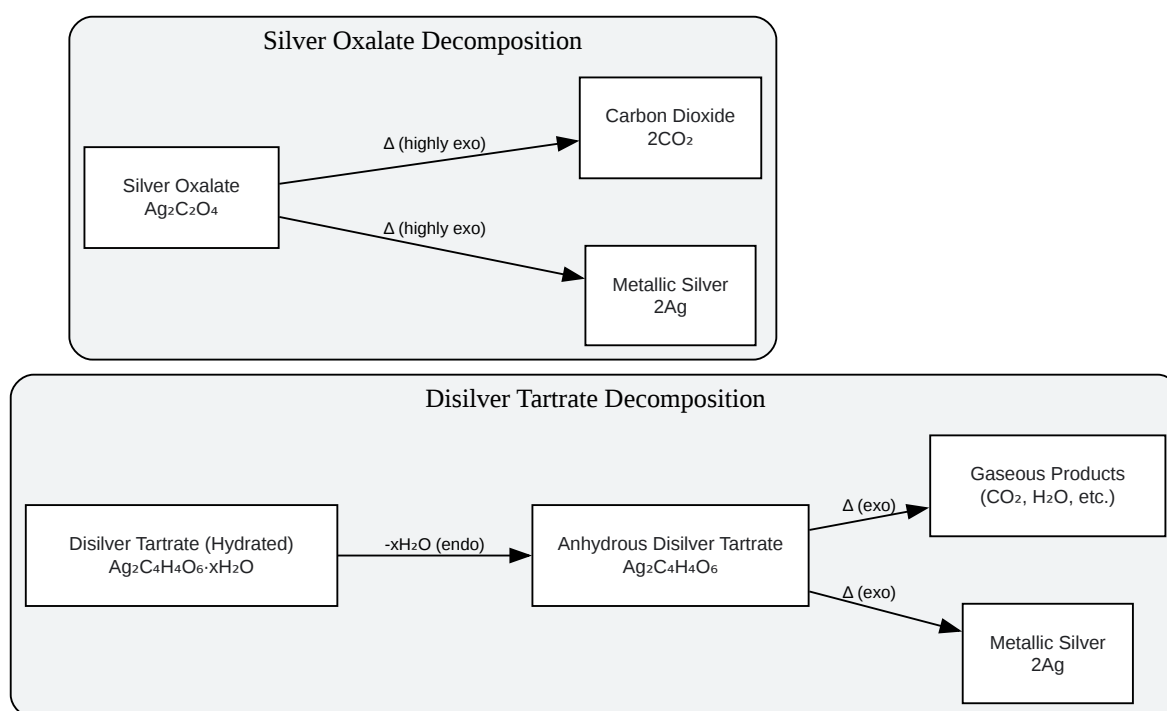 Silver Oxalate Decomposition
Carbon Dioxide
2CO₂
Δ (highly exo)
Silver Oxalate
Ag₂C₂O₄
Δ (highly exo)
Metallic Silver
2Ag
Disilver Tartrate Decomposition
Gaseous Products
(CO₂, H₂O, etc.)
Δ (exo)
Disilver Tartrate (Hydrated)
Ag₂C₄H₄O₆·xH₂O
-xH₂O (endo)
Anhydrous Disilver Tartrate
Ag₂C₄H₄O₆
Δ (exo)
Metallic Silver
2Ag